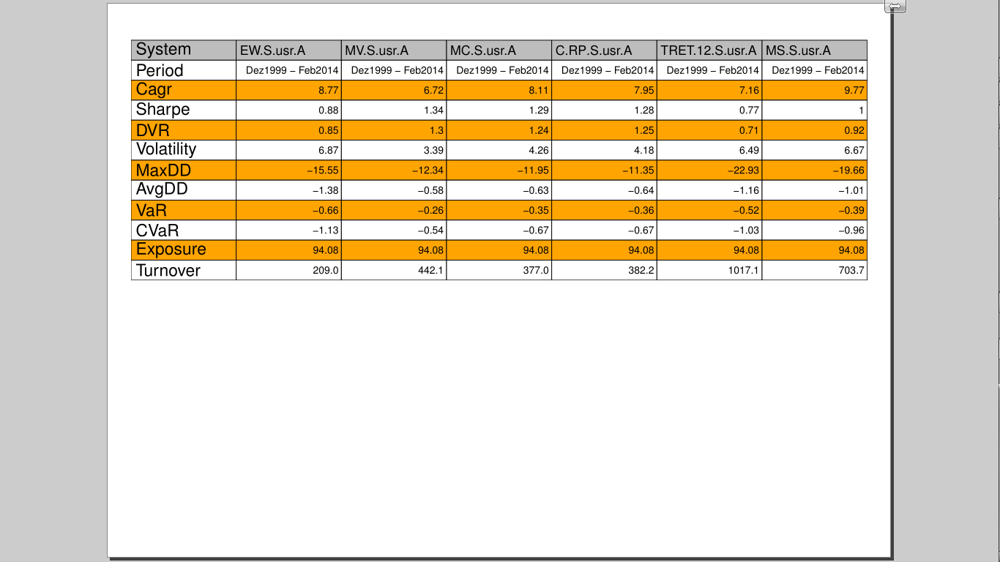 System EW.S.usr.A MV.S.usr.A MC.S.usr.A C.RP.S.usr.A TRET.12.S.usr.A MS.S.usr.A
Period Dez1999 − Feb2014 Dez1999 − Feb2014 Dez1999 − Feb2014 Dez1999 − Feb2014 Dez1999 − Feb2014 Dez1999 − Feb2014
Cagr 8.77 6.72 8.11 7.95 7.16 9.77
Sharpe 0.88 1.34 1.29 1.28 0.77 1
DVR 0.85 1.3 1.24 1.25 0.71 0.92
Volatility 6.87 3.39 4.26 4.18 6.49 6.67
MaxDD −15.55 −12.34 −11.95 −11.35 −22.93 −19.66
AvgDD −1.38 −0.58 −0.63 −0.64 −1.16 −1.01
VaR −0.66 −0.26 −0.35 −0.36 −0.52 −0.39
CVaR −1.13 −0.54 −0.67 −0.67 −1.03 −0.96
Exposure 94.08 94.08 94.08 94.08 94.08 94.08
Turnover 209.0 442.1 377.0 382.2 1017.1 703.7